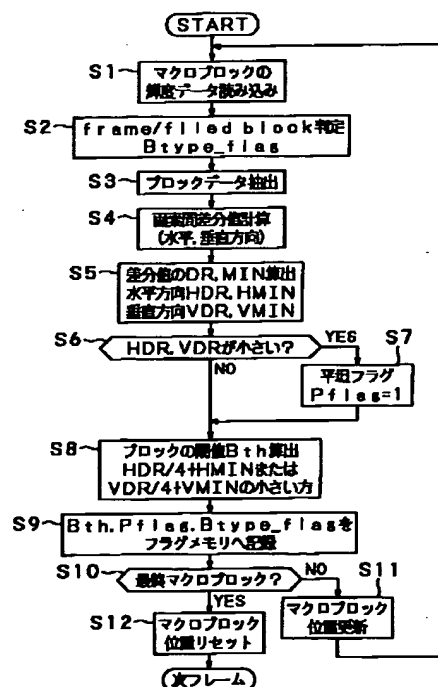 START
S1
マクロブロックの
輝度データ読み込み
S2
frame/filed block判定
Btype_flag
S3
ブロックデータ抽出
S4
画素間差分値計算
(水平,垂直方向)
S5
差分値のDR,MIN算出
水平方向HDR,HMIN
垂直方向VDR,VMIN
S6
HDR,VDRが小さい?
YES
S7
平坦フラグ
Pflag=1
NO
S8
ブロックの閾値Bth算出
HDR/4+HMINまたは
VDR/4+VMINの小さい方
S9
Bth,Pflag,Btype_flagを
フラグメモリへ記録
S10
最終マクロブロック?
NO
S11
マクロブロック
位置更新
YES
S12
マクロブロック
位置リセット
次フレーム